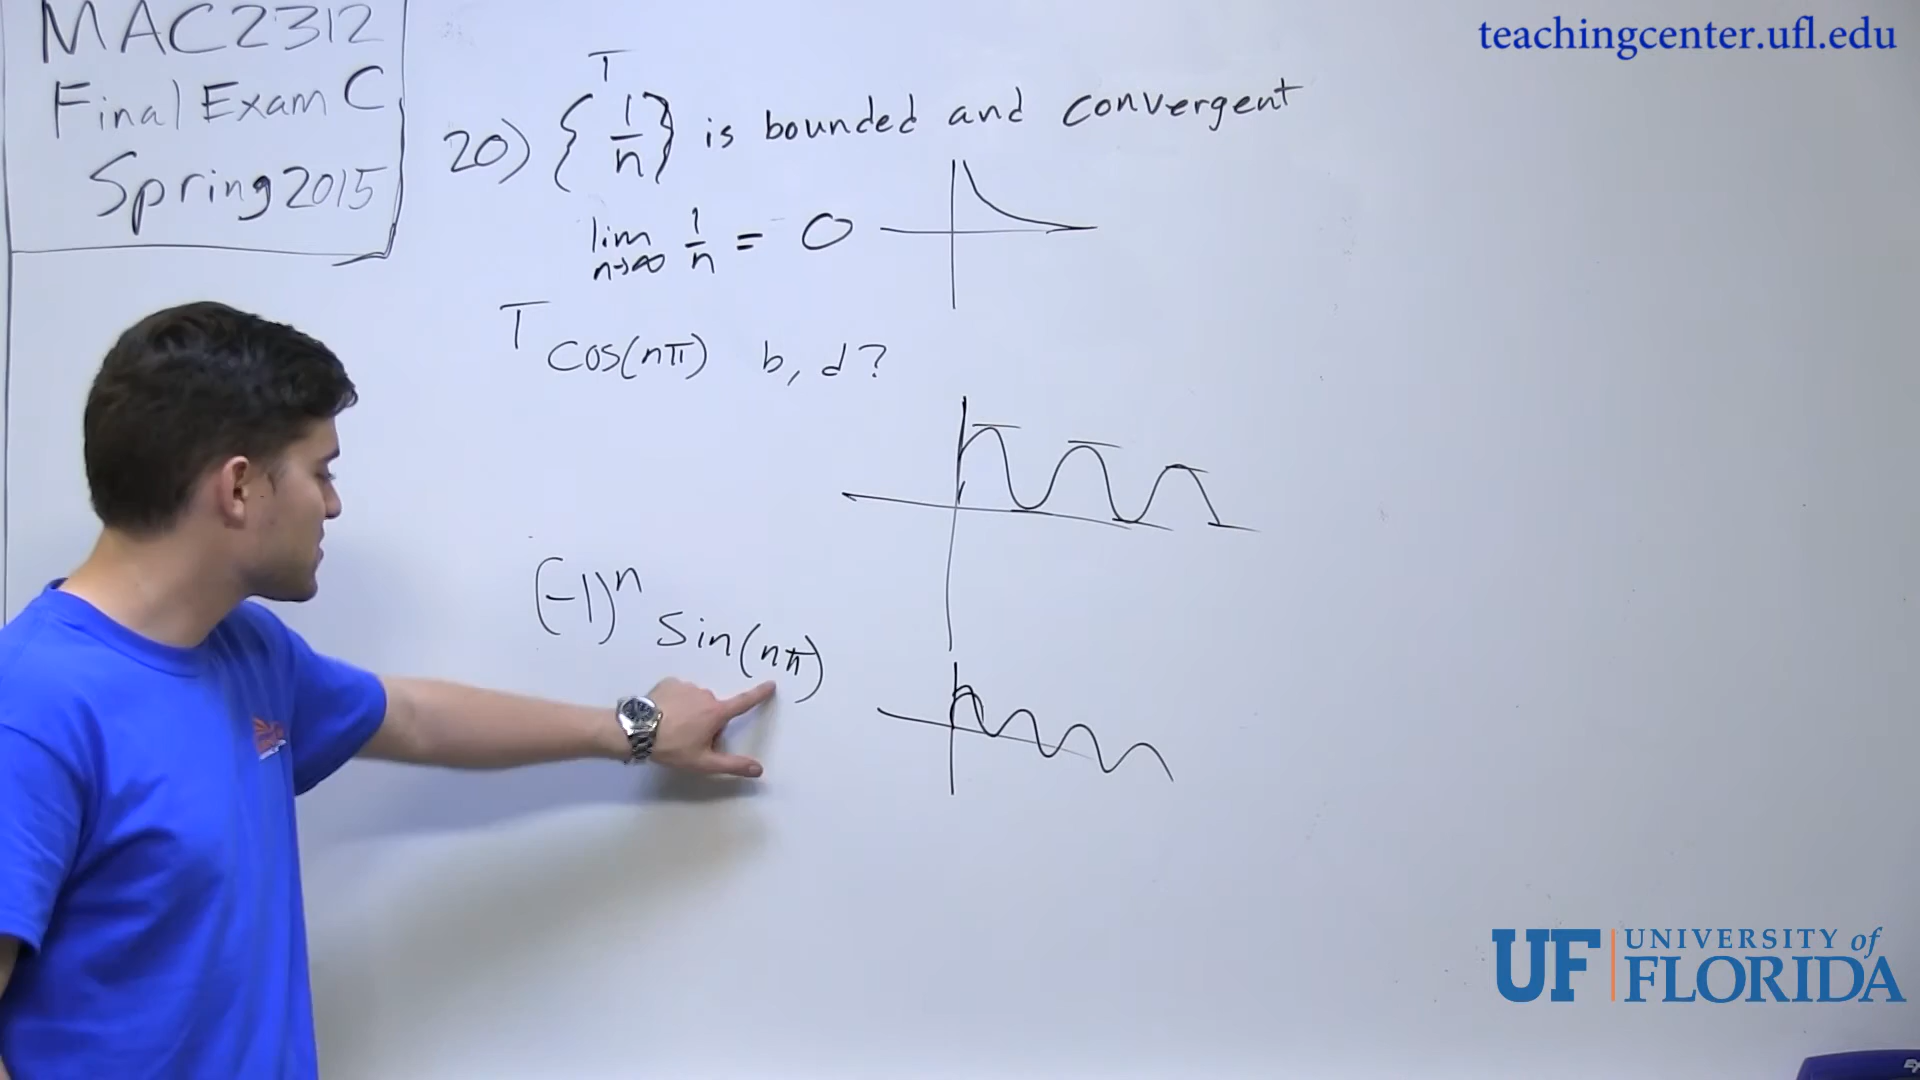 MAC2312
Final Exam C
Spring 2015
teachingcenter.ufl.edu
T
20) {1/n} is bounded and convergent
lim n→∞ 1/n = 0
T
cos(nπ) b, d?
(-1)^n sin(nπ)
UF UNIVERSITY of
FLORIDA